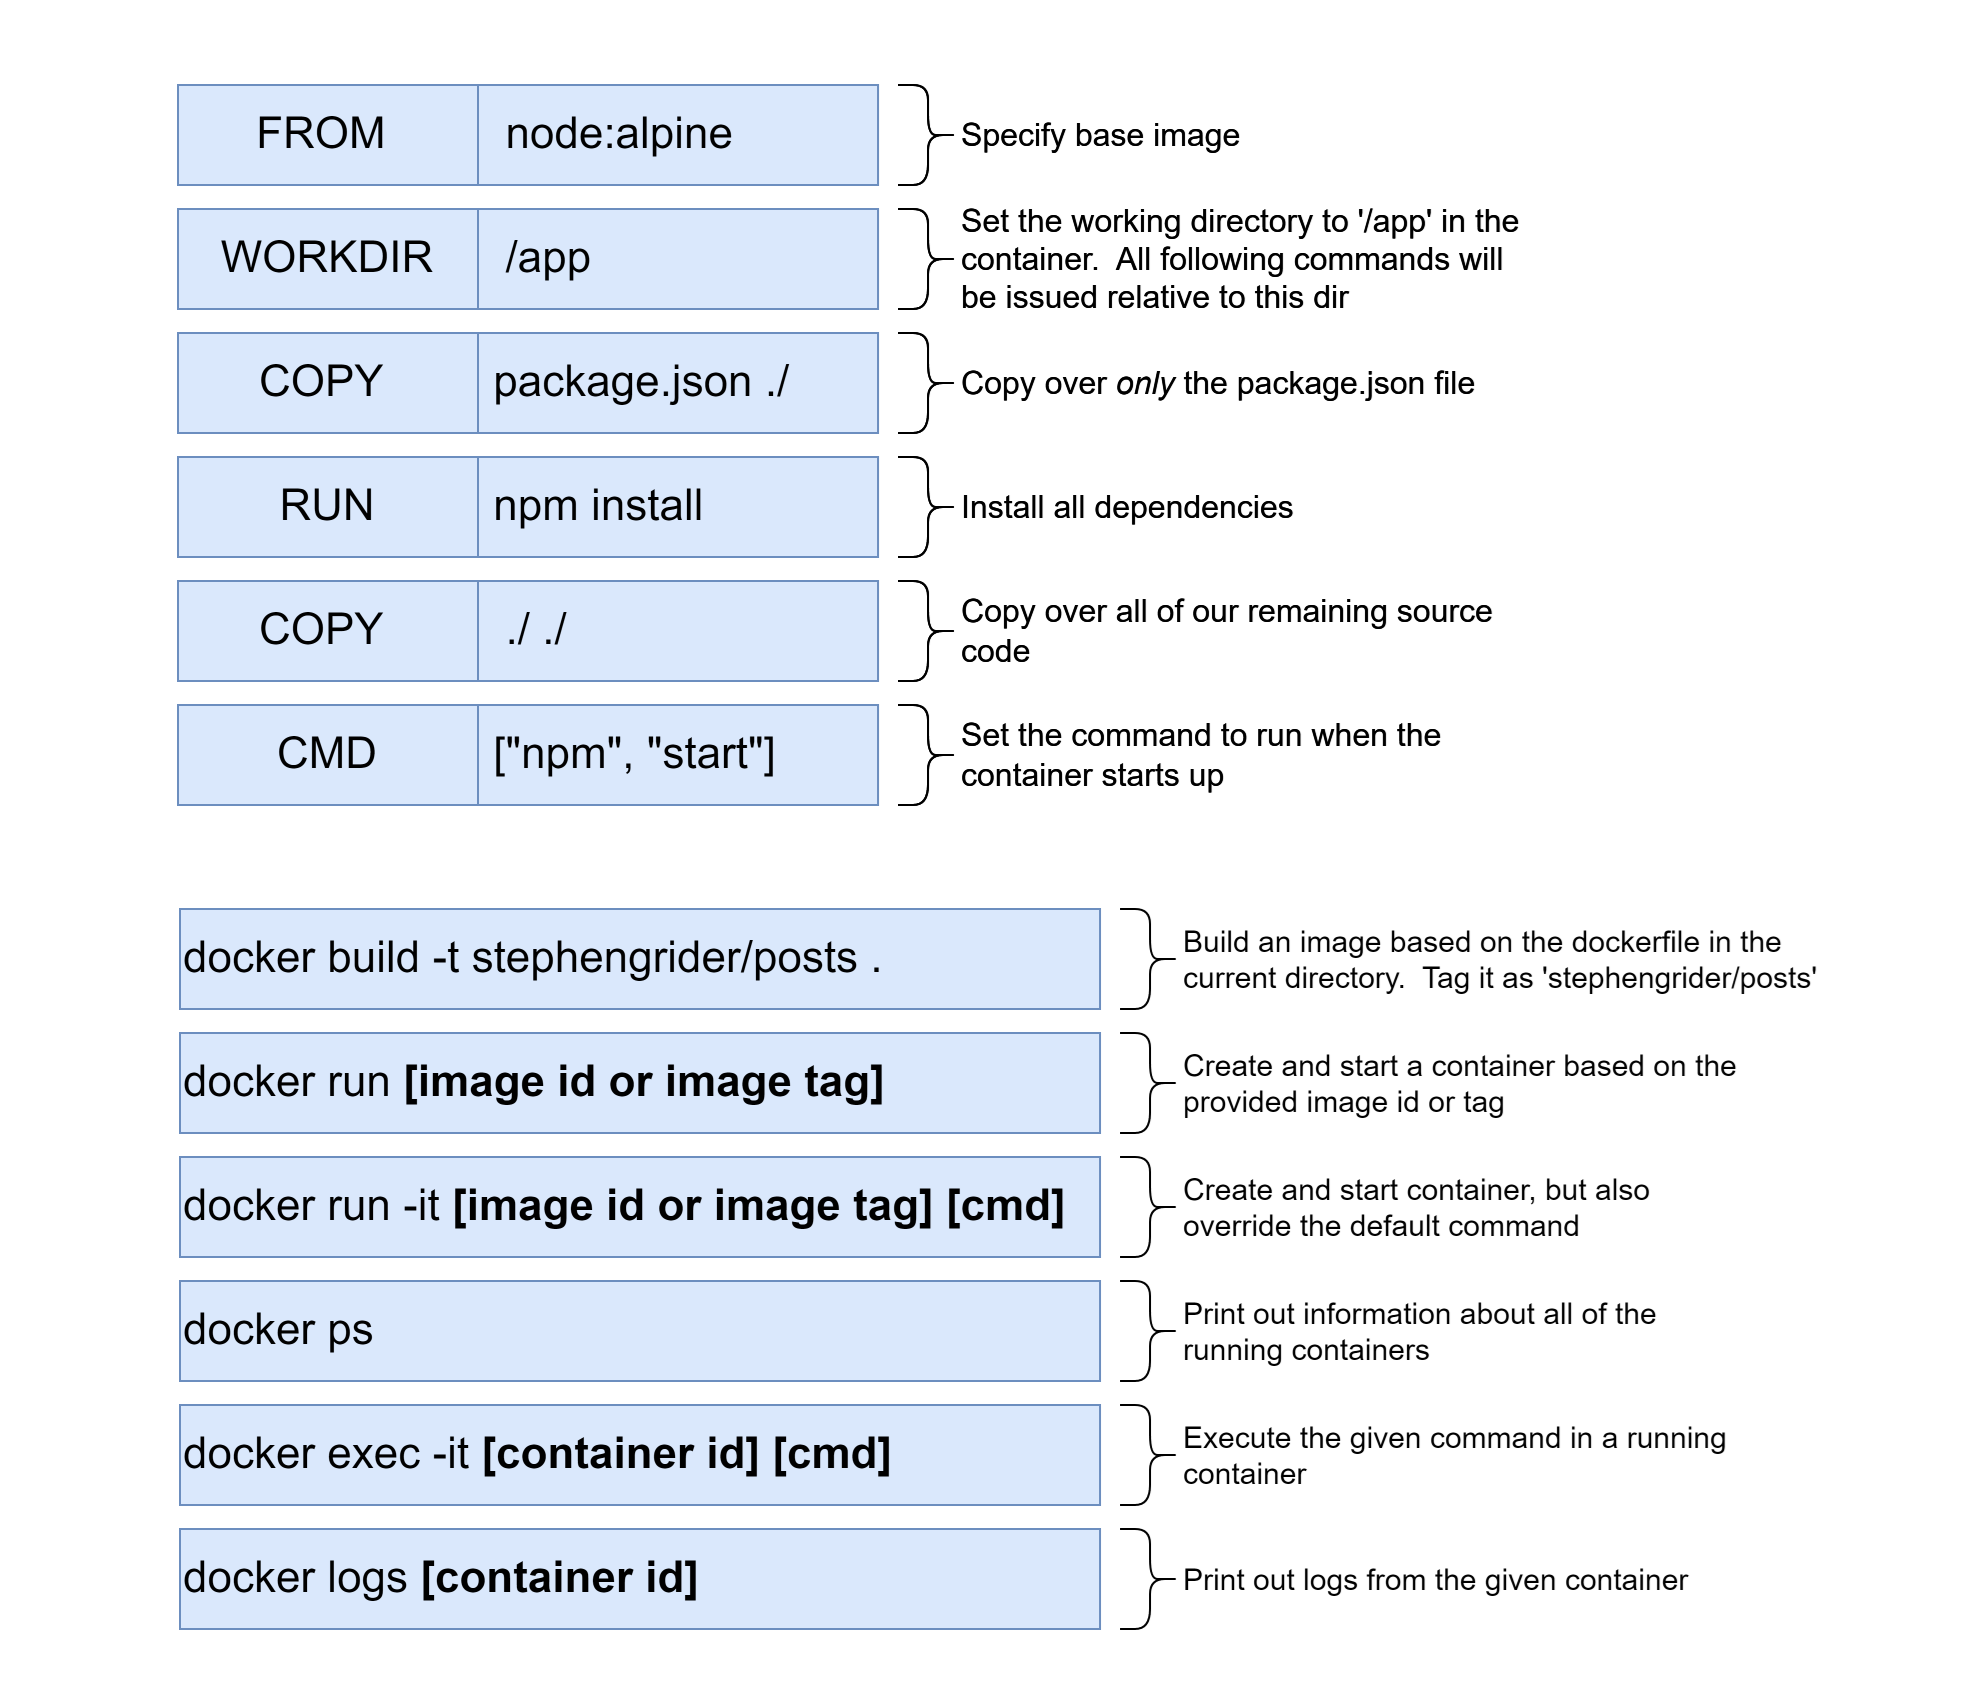 FROM node:alpine
Specify base image
WORKDIR /app
Set the working directory to '/app' in the
container.  All following commands will
be issued relative to this dir
COPY package.json ./
Copy over only the package.json file
RUN npm install
Install all dependencies
COPY ./ ./
Copy over all of our remaining source
code
CMD ["npm", "start"]
Set the command to run when the
container starts up
docker build -t stephengrider/posts .
Build an image based on the dockerfile in the
current directory.  Tag it as 'stephengrider/posts'
docker run [image id or image tag]
Create and start a container based on the
provided image id or tag
docker run -it [image id or image tag] [cmd]
Create and start container, but also
override the default command
docker ps
Print out information about all of the
running containers
docker exec -it [container id] [cmd]
Execute the given command in a running
container
docker logs [container id]
Print out logs from the given container